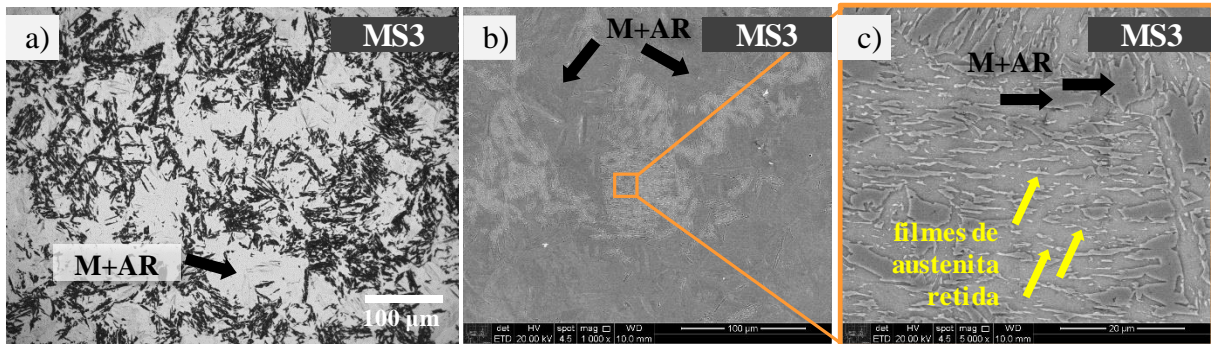 a)
MS3
M+AR
100 µm
b)
M+AR
MS3
det HV spot mag □ WD
ETD 20.00 kV 4.5 1 000 x 10.0 mm
100 µm
c)
MS3
M+AR
filmes de
austenita
retida
det HV spot mag □ WD
ETD 20.00 kV 4.5 5 000 x 10.0 mm
20 µm